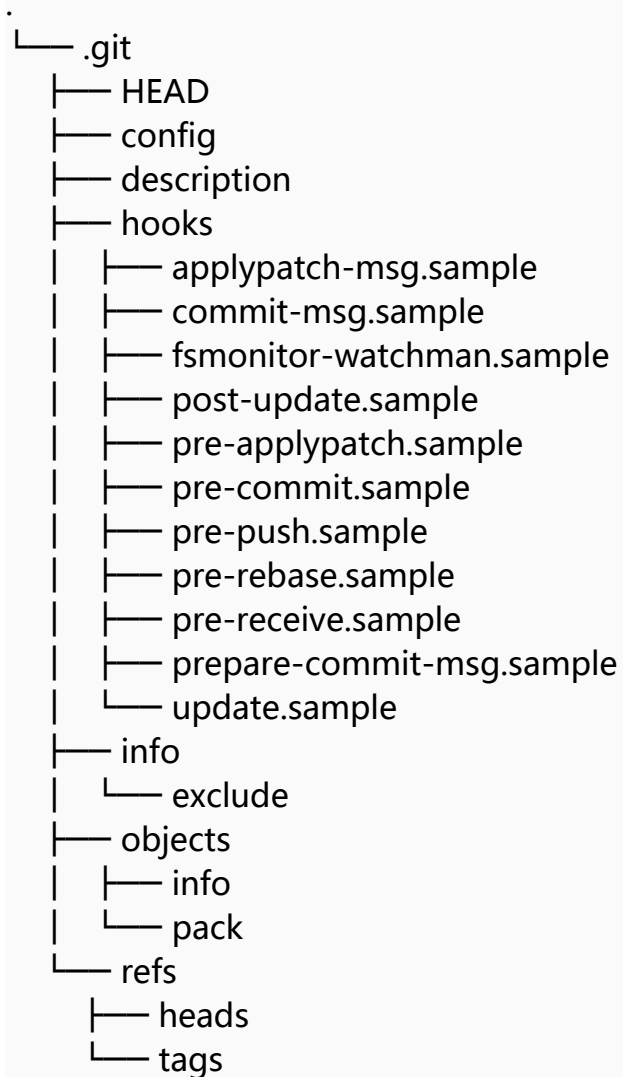 .
└── .git
    ├── HEAD
    ├── config
    ├── description
    ├── hooks
    │   ├── applypatch-msg.sample
    │   ├── commit-msg.sample
    │   ├── fsmonitor-watchman.sample
    │   ├── post-update.sample
    │   ├── pre-applypatch.sample
    │   ├── pre-commit.sample
    │   ├── pre-push.sample
    │   ├── pre-rebase.sample
    │   ├── pre-receive.sample
    │   ├── prepare-commit-msg.sample
    │   └── update.sample
    ├── info
    │   └── exclude
    ├── objects
    │   ├── info
    │   └── pack
    └── refs
        ├── heads
        └── tags